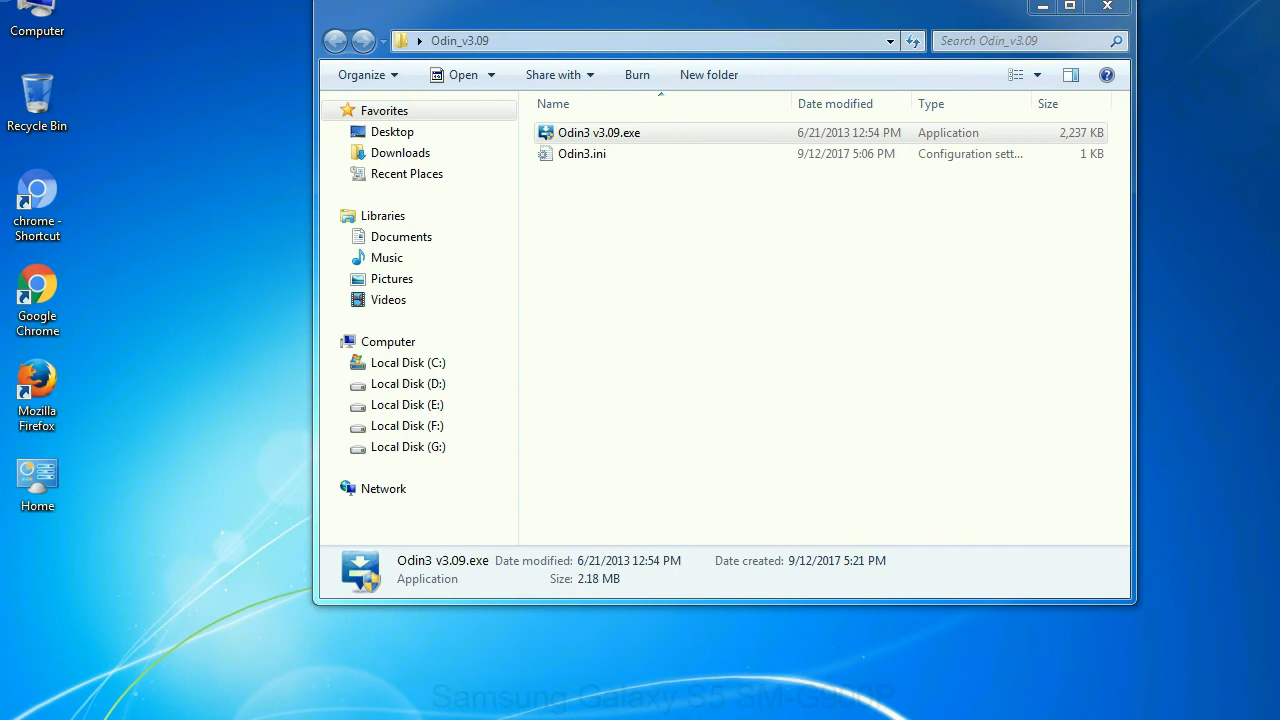 Computer
Recycle Bin
chrome -
Shortcut
Google
Chrome
Mozilla
Firefox
Home
Odin_v3.09
Search Odin_v3.09
Organize Open Share with Burn New folder
Favorites
Desktop
Downloads
Recent Places
Libraries
Documents
Music
Pictures
Videos
Computer
Local Disk (C:)
Local Disk (D:)
Local Disk (E:)
Local Disk (F:)
Local Disk (G:)
Network
Name Date modified Type Size
Odin3 v3.09.exe 6/21/2013 12:54 PM Application 2,237 KB
Odin3.ini 9/12/2017 5:06 PM Configuration sett... 1 KB
Odin3 v3.09.exe Date modified: 6/21/2013 12:54 PM Date created: 9/12/2017 5:21 PM
Application Size: 2.18 MB
Samsung Galaxy S5